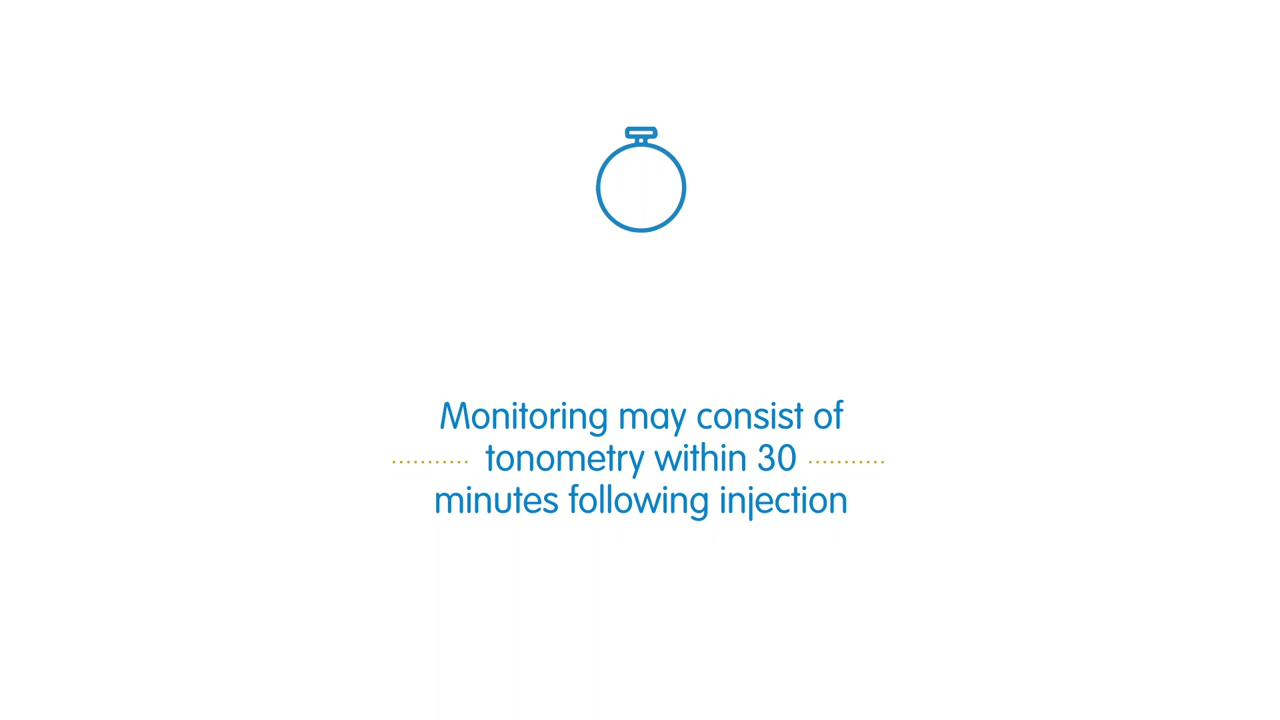 Monitoring may consist of
tonometry within 30
minutes following injection